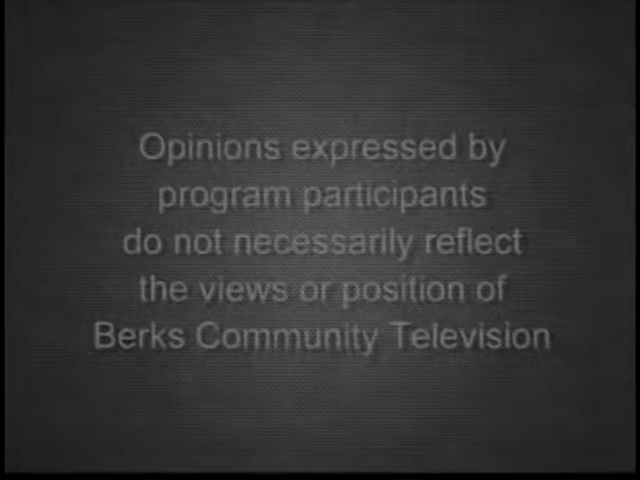 Opinions expressed by
program participants
do not necessarily reflect
the views or position of
Berks Community Television